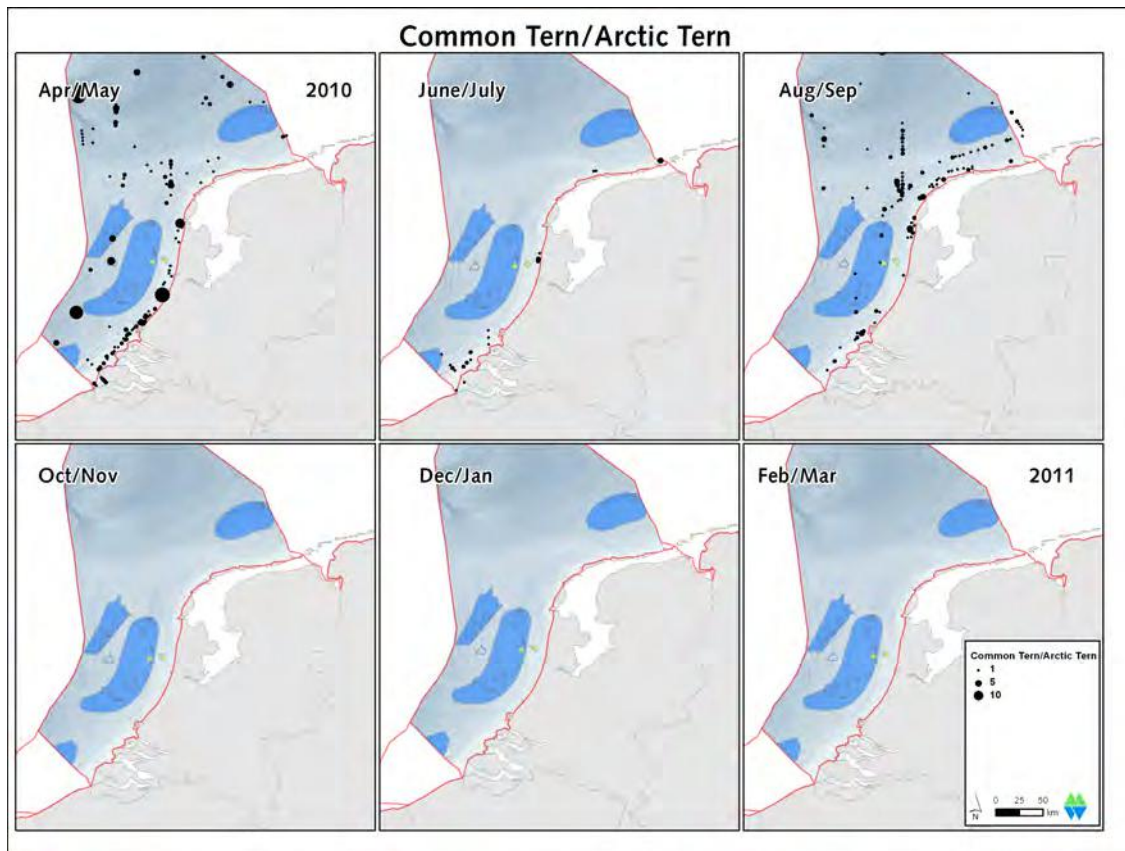 Common Tern/Arctic Tern
Apr/May 2010
June/July
Aug/Sep
Oct/Nov
Dec/Jan
Feb/Mar 2011
Common Tern/Arctic Tern
1
5
10
N
0 25 50
km